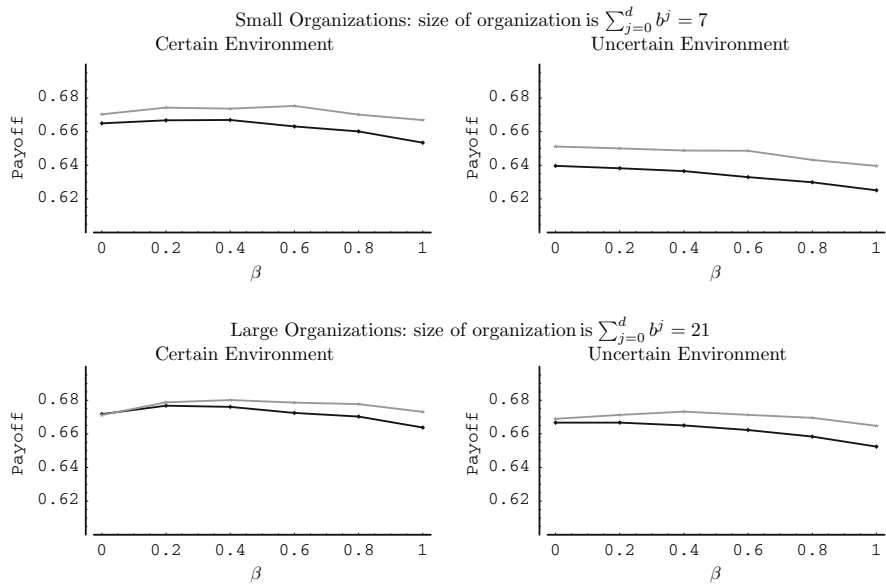 Small Organizations: size of organization is $\sum_{j=0}^{d} b^j = 7$
Certain Environment
Payoff
0.68
0.66
0.64
0.62
0 0.2 0.4 0.6 0.8 1
β
Uncertain Environment
Payoff
0.68
0.66
0.64
0.62
0 0.2 0.4 0.6 0.8 1
β
Large Organizations: size of organization is $\sum_{j=0}^{d} b^j = 21$
Certain Environment
Payoff
0.68
0.66
0.64
0.62
0 0.2 0.4 0.6 0.8 1
β
Uncertain Environment
Payoff
0.68
0.66
0.64
0.62
0 0.2 0.4 0.6 0.8 1
β